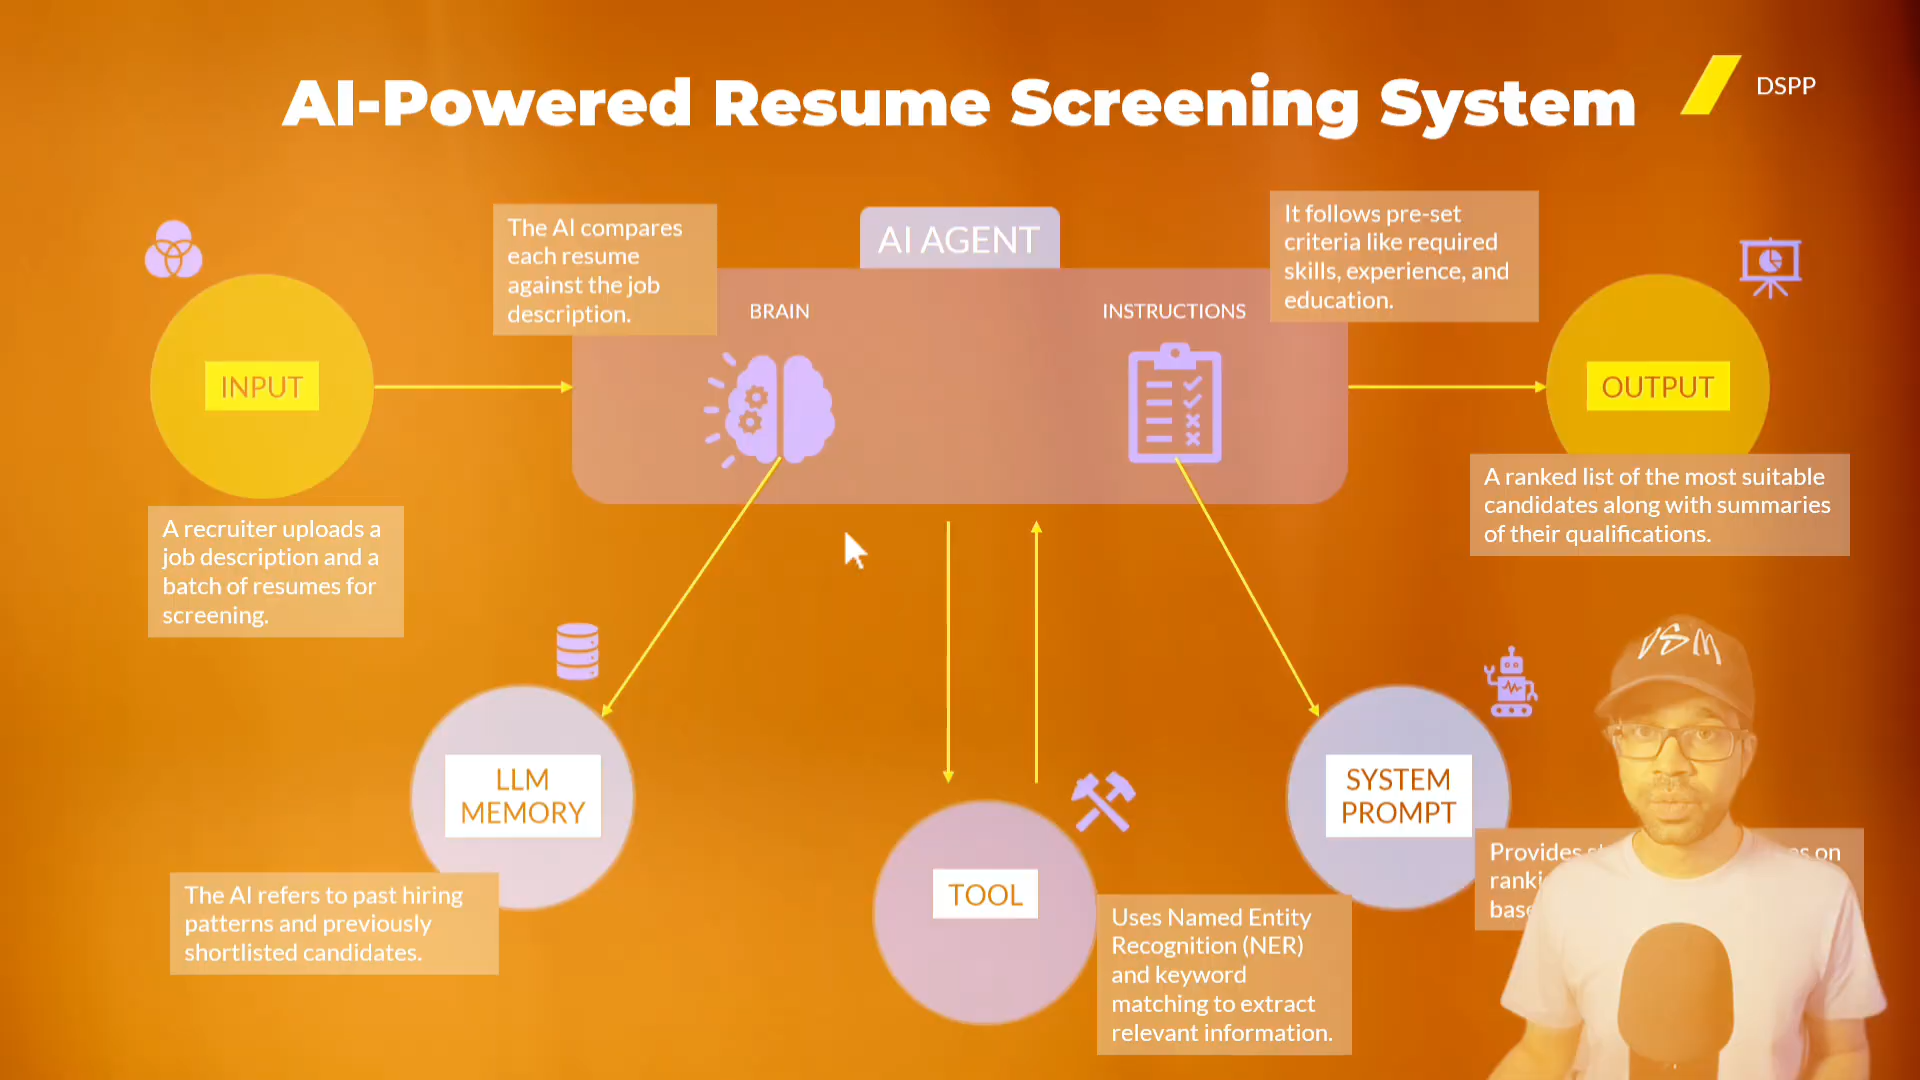 AI-Powered Resume Screening System
DSPP
The AI compares
each resume
against the job
description.
AI AGENT
It follows pre-set
criteria like required
skills, experience, and
education.
BRAIN
INSTRUCTIONS
INPUT
OUTPUT
A recruiter uploads a
job description and a
batch of resumes for
screening.
A ranked list of the most suitable
candidates along with summaries
of their qualifications.
LLM
MEMORY
The AI refers to past hiring
patterns and previously
shortlisted candidates.
TOOL
Uses Named Entity
Recognition (NER)
and keyword
matching to extract
relevant information.
SYSTEM
PROMPT
Provides on
DSM